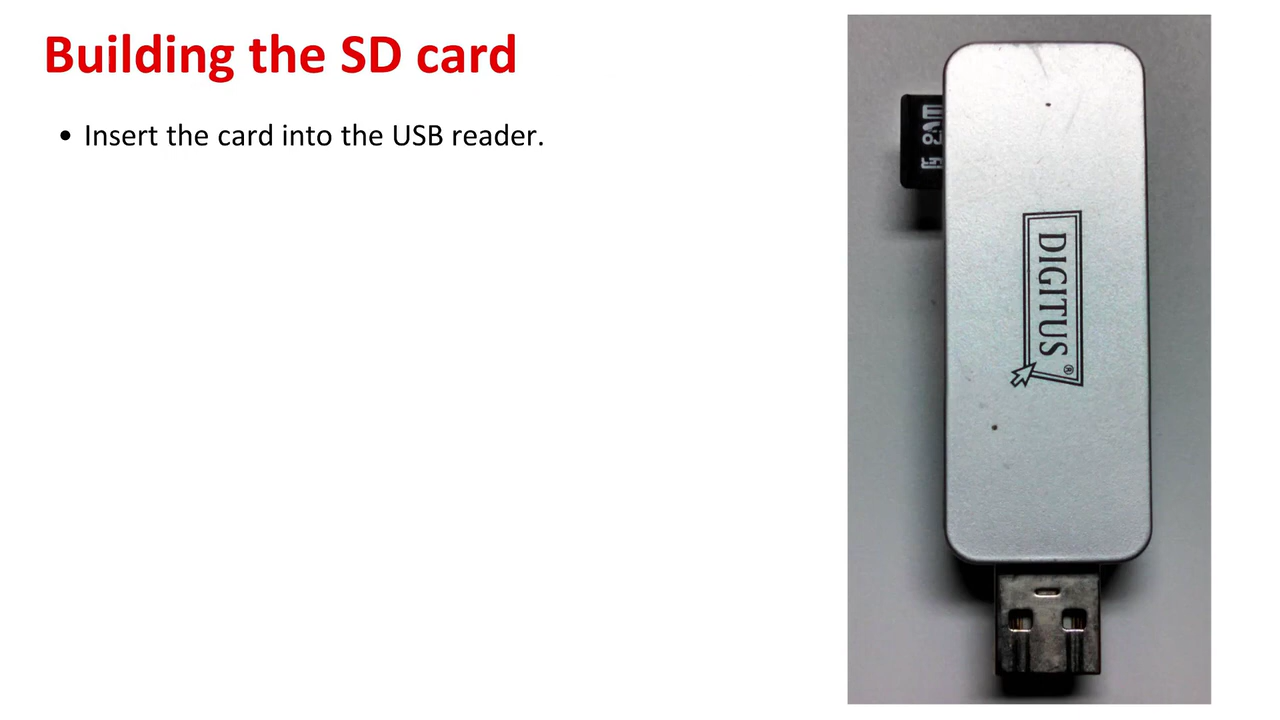 Building the SD card
• Insert the card into the USB reader.
DIGITUS®